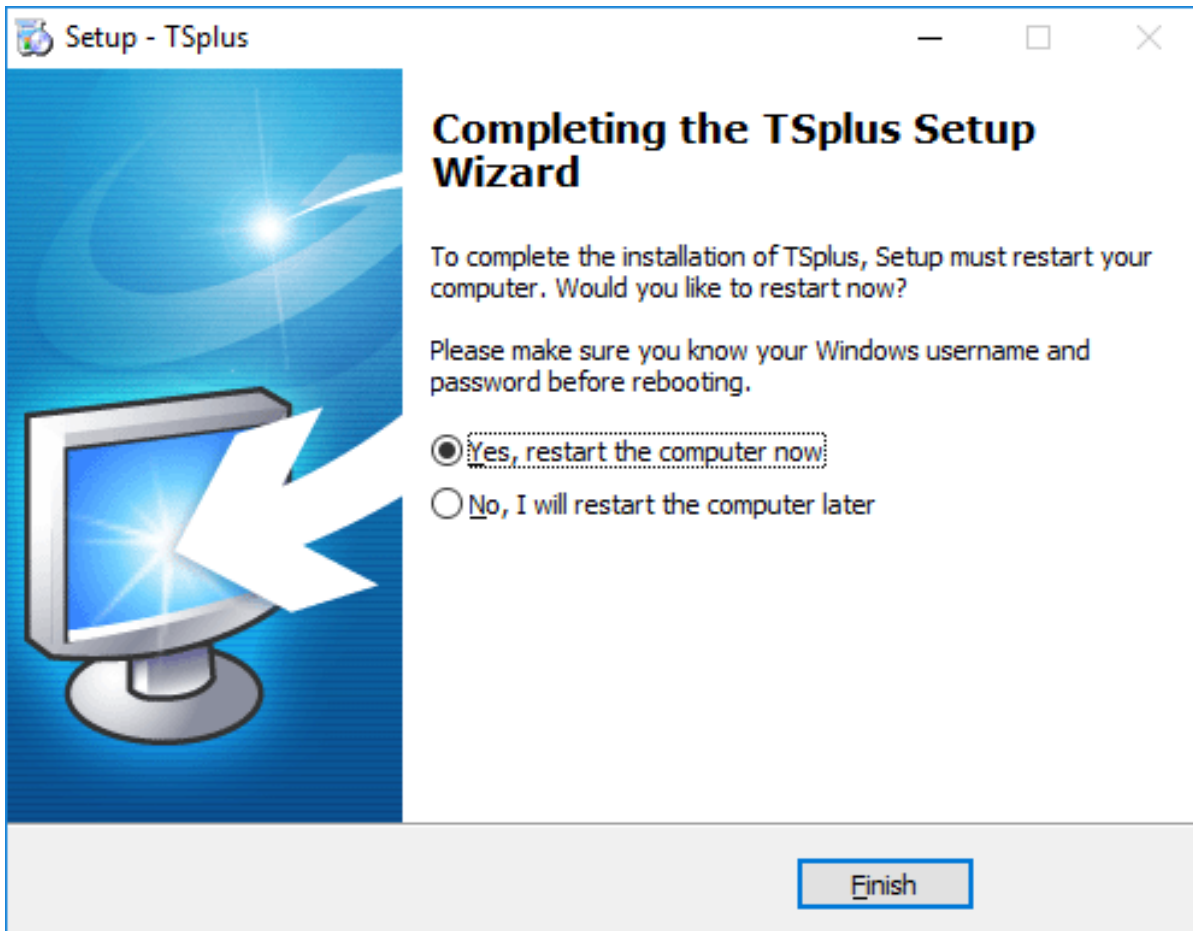 Setup - TSplus
Completing the TSplus Setup
Wizard
To complete the installation of TSplus, Setup must restart your
computer. Would you like to restart now?
Please make sure you know your Windows username and
password before rebooting.
Yes, restart the computer now
No, I will restart the computer later
Finish